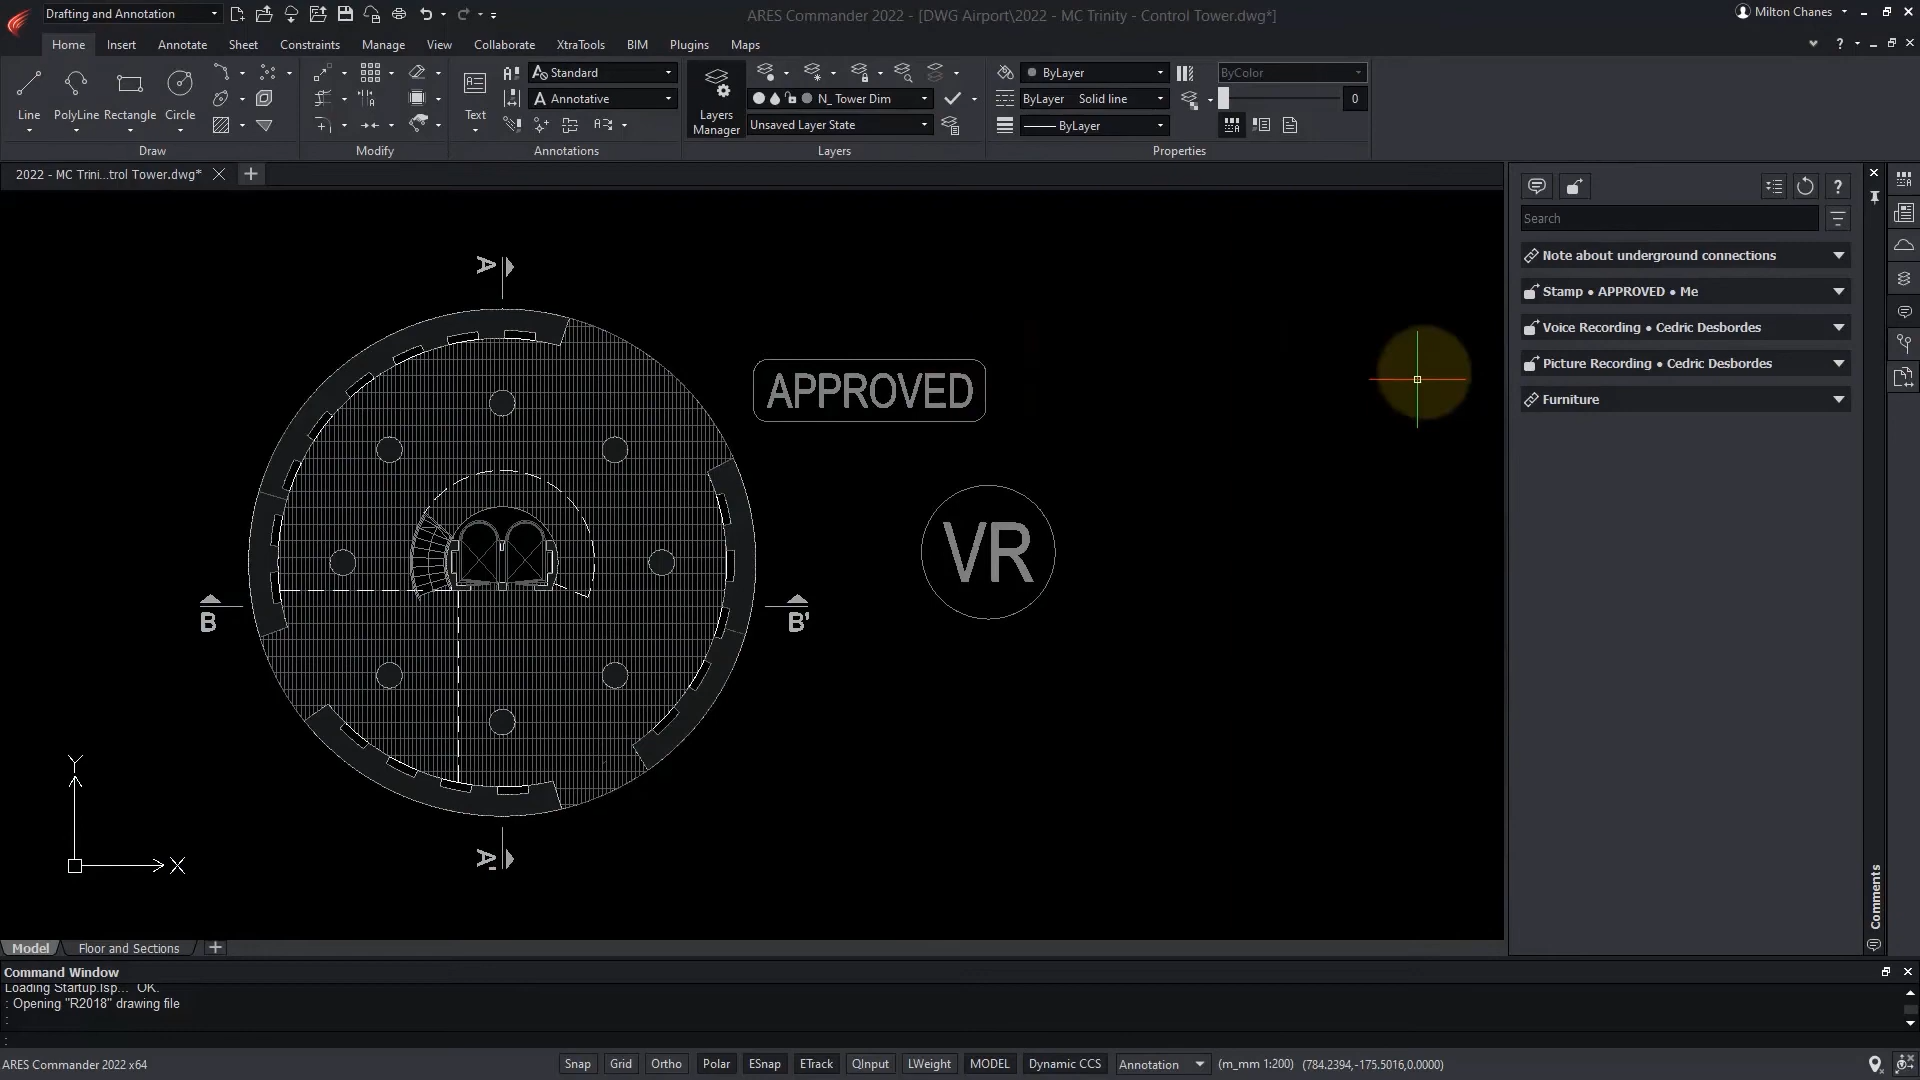 Drafting and Annotation
ARES Commander 2022 - [DWG Airport\2022 - MC Trinity - Control Tower.dwg*]
Milton Chanes
Home Insert Annotate Sheet Constraints Manage View Collaborate XtraTools BIM Plugins Maps
?
Line PolyLine Rectangle Circle
Draw
Modify
Text
Standard
Annotative
Annotations
Layers Manager
N_ Tower Dim
Unsaved Layer State
Layers
ByLayer
ByLayer Solid line
ByLayer
ByColor
0
Properties
2022 - MC Trini...trol Tower.dwg*
A
APPROVED
VR
B
B'
A'
Y
X
?
Search
Note about underground connections
Stamp • APPROVED • Me
Voice Recording • Cedric Desbordes
Picture Recording • Cedric Desbordes
Furniture
Comments
Model Floor and Sections
Command Window
Loading Startup.lsp... OK.
: Opening "R2018" drawing file
:
:
ARES Commander 2022 x64
Snap Grid Ortho Polar ESnap ETrack QInput LWeight MODEL Dynamic CCS Annotation (m_mm 1:200) (784.2394,-175.5016,0.0000)